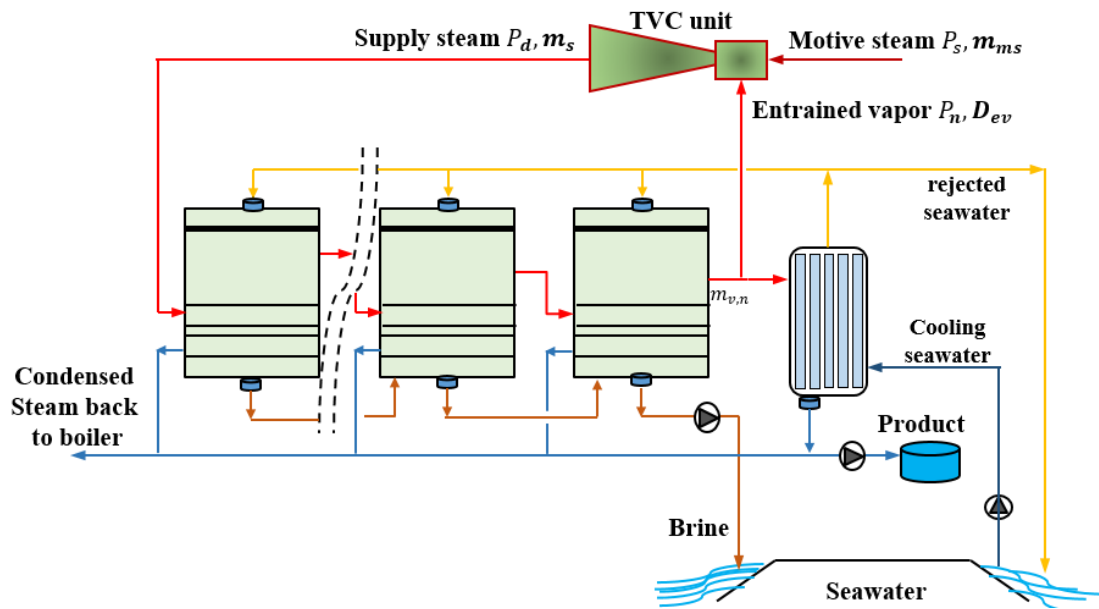 TVC unit
Supply steam P_d, m_s
Motive steam P_s, m_ms
Entrained vapor P_n, D_ev
rejected
seawater
m_v,n
Cooling
seawater
Condensed
Steam back
to boiler
Product
Brine
Seawater